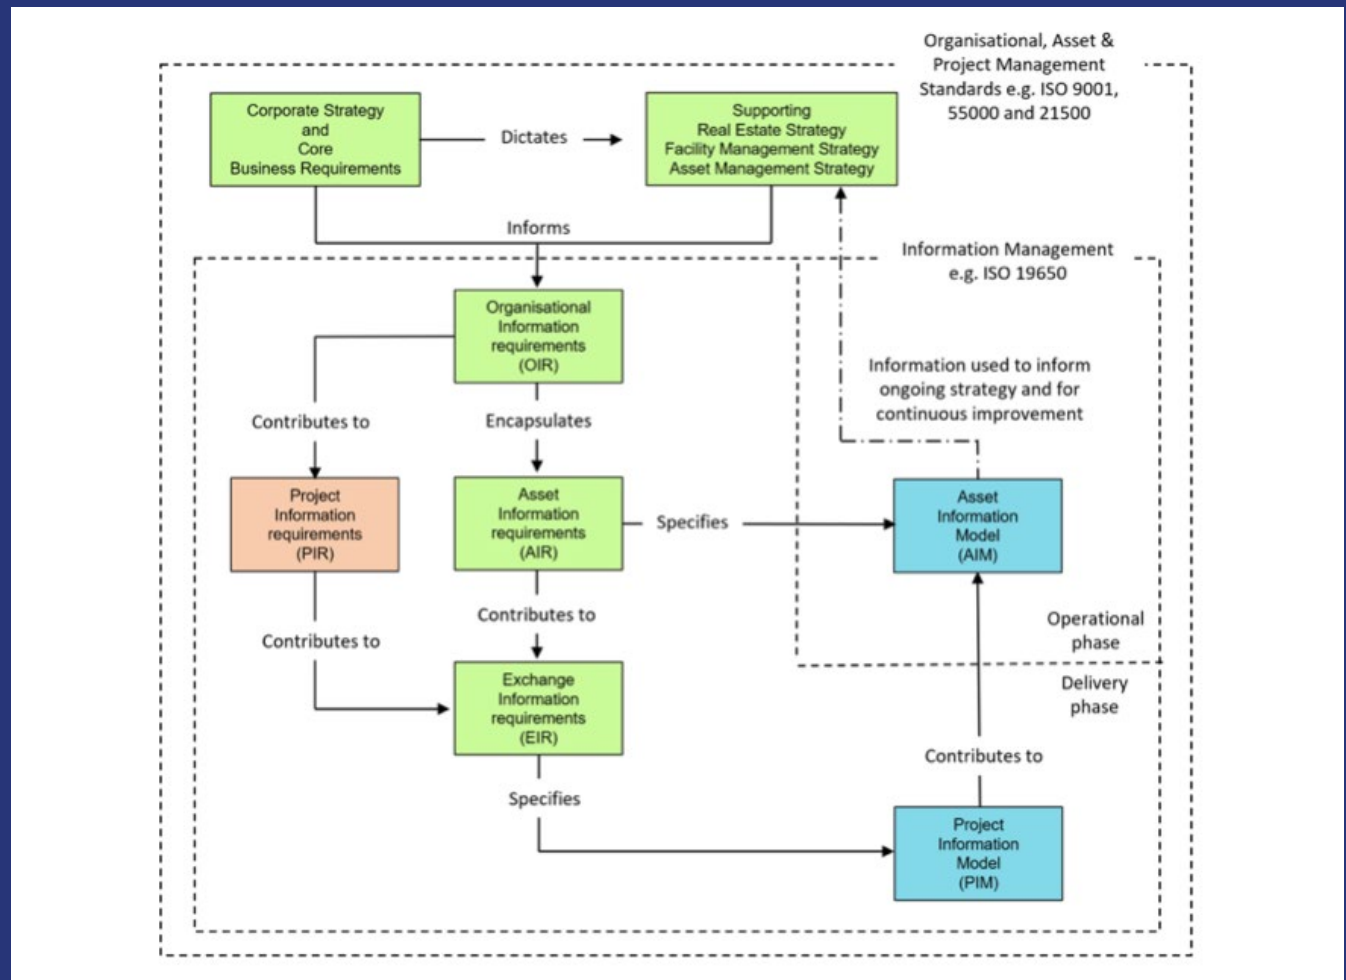 Organisational, Asset &
Project Management
Standards e.g. ISO 9001,
55000 and 21500
Corporate Strategy
and
Core
Business Requirements
Dictates
Supporting
Real Estate Strategy
Facility Management Strategy
Asset Management Strategy
Informs
Information Management
e.g. ISO 19650
Organisational
Information
requirements
(OIR)
Information used to inform
ongoing strategy and for
continuous improvement
Contributes to
Encapsulates
Project
Information
requirements
(PIR)
Asset
Information
requirements
(AIR)
Specifies
Asset
Information
Model
(AIM)
Contributes to
Contributes to
Operational
phase
Delivery
phase
Exchange
Information
requirements
(EIR)
Contributes to
Specifies
Project
Information
Model
(PIM)